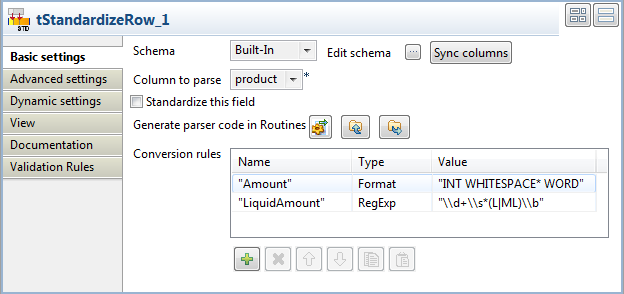 tStandardizeRow_1
STD
Basic settings
Advanced settings
Dynamic settings
View
Documentation
Validation Rules
Schema Built-In Edit schema ... Sync columns
Column to parse product *
Standardize this field
Generate parser code in Routines
Conversion rules
Name Type Value
"Amount" Format "INT WHITESPACE* WORD"
"LiquidAmount" RegExp "\\d+\\s*(L|ML)\\b"